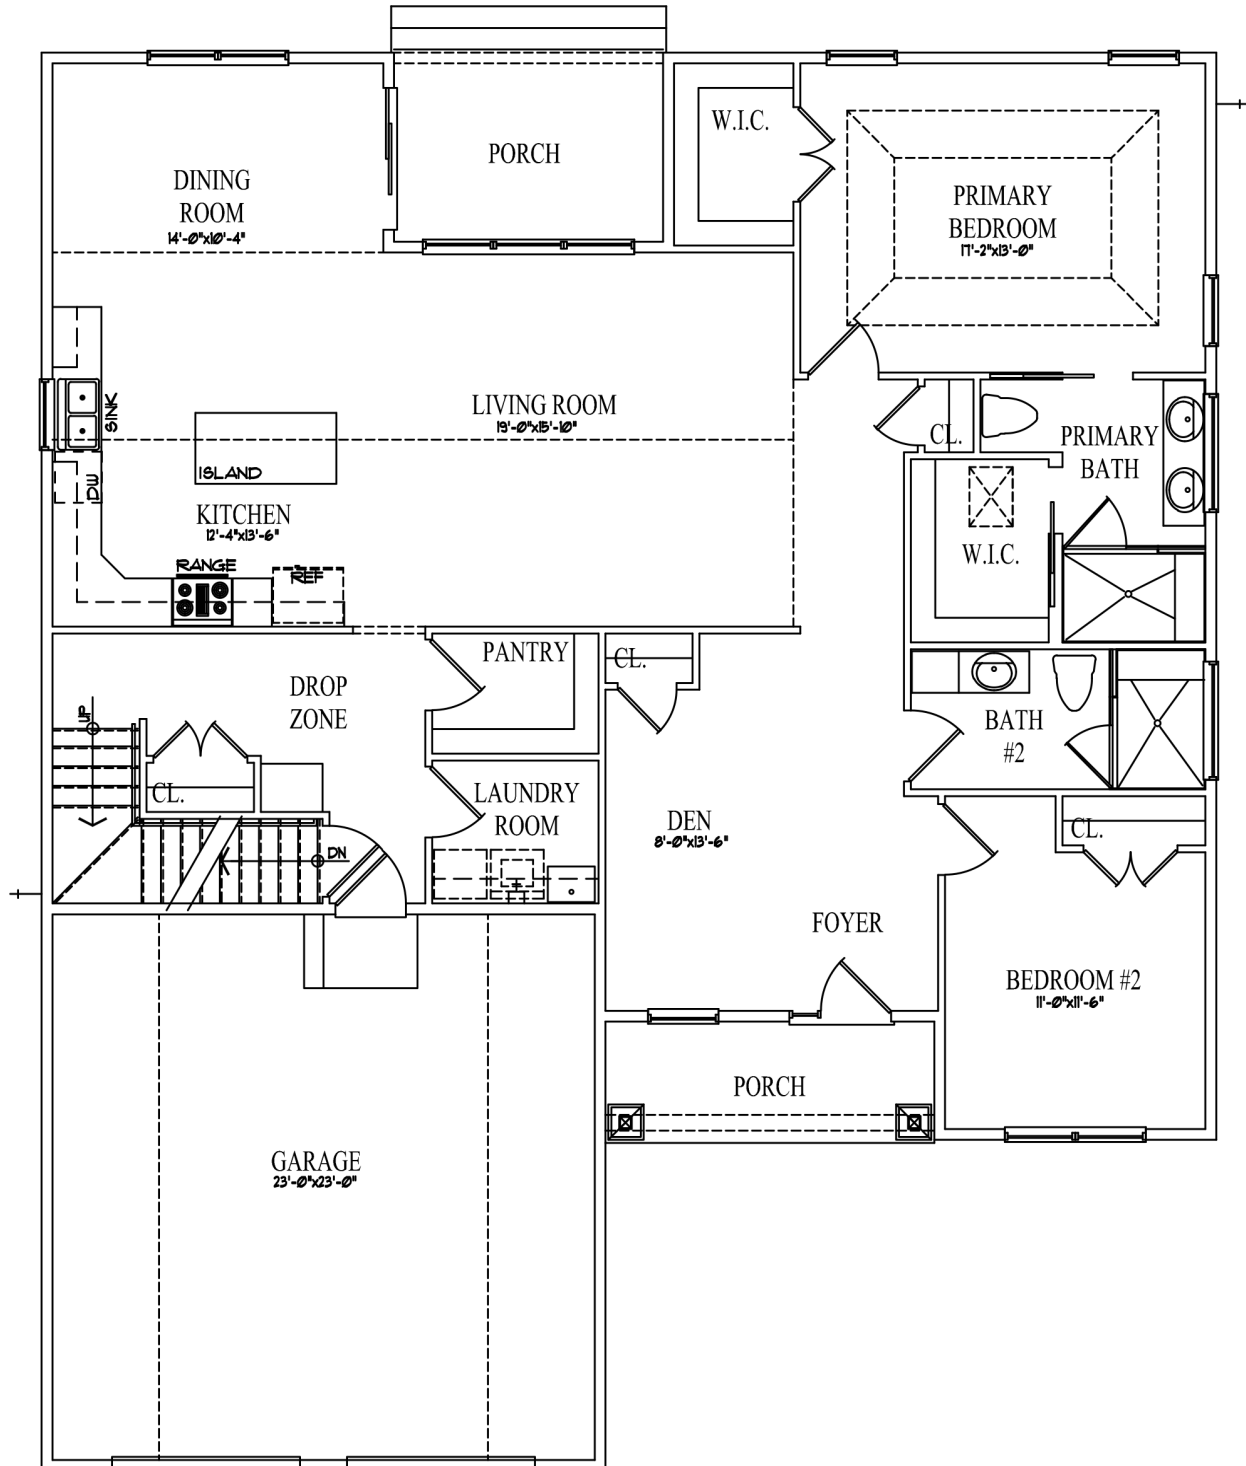 W.I.C.
PORCH
DINING
ROOM
14'-0"x10'-4"
PRIMARY
BEDROOM
17'-2"x13'-0"
SINK
LIVING ROOM
19'-0"x15'-10"
CL.
PRIMARY
BATH
ISLAND
DW
KITCHEN
12'-4"x13'-6"
W.I.C.
RANGE
REF
PANTRY
CL.
DROP
ZONE
UP
BATH
#2
CL.
LAUNDRY
ROOM
DEN
8'-0"x13'-6"
CL.
DN
FOYER
BEDROOM #2
11'-0"x11'-6"
PORCH
GARAGE
23'-0"x23'-0"